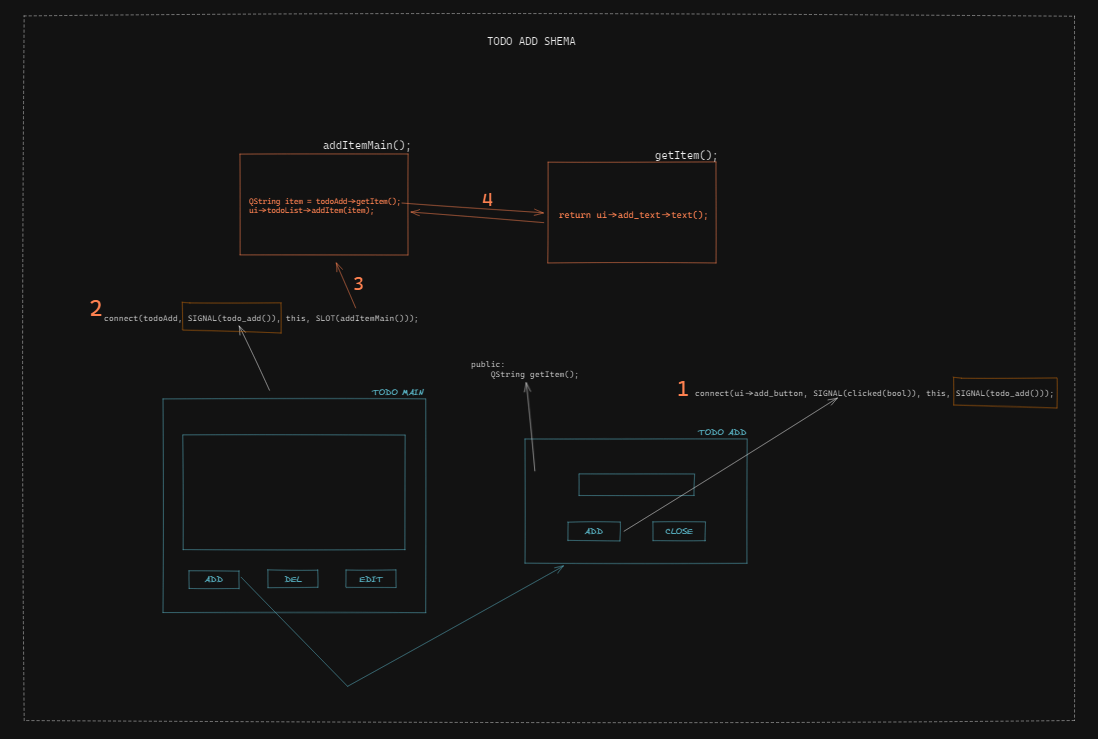 TODO ADD SHEMA
addItemMain();
getItem();
QString item = todoAdd->getItem();
ui->todoList->addItem(item);
4
return ui->add_text->text();
3
2
connect(todoAdd, SIGNAL(todo_add()), this, SLOT(addItemMain()));
public:
QString getItem();
1
connect(ui->add_button, SIGNAL(clicked(bool)), this, SIGNAL(todo_add()));
TODO MAIN
TODO ADD
ADD
CLOSE
ADD
DEL
EDIT